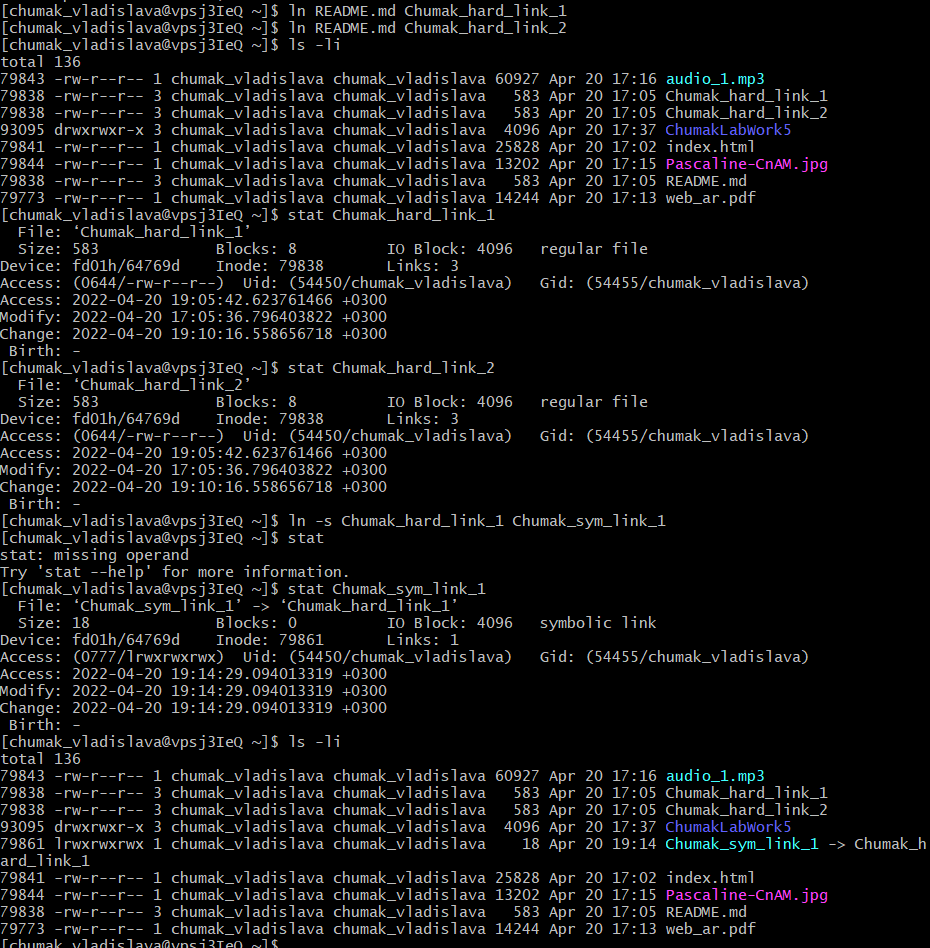 [chumak_vladislava@vpsj3IeQ ~]$ ln README.md Chumak_hard_link_1
[chumak_vladislava@vpsj3IeQ ~]$ ln README.md Chumak_hard_link_2
[chumak_vladislava@vpsj3IeQ ~]$ ls -li
total 136
79843 -rw-r--r-- 1 chumak_vladislava chumak_vladislava 60927 Apr 20 17:16 audio_1.mp3
79838 -rw-r--r-- 3 chumak_vladislava chumak_vladislava   583 Apr 20 17:05 Chumak_hard_link_1
79838 -rw-r--r-- 3 chumak_vladislava chumak_vladislava   583 Apr 20 17:05 Chumak_hard_link_2
93095 drwxrwxr-x 3 chumak_vladislava chumak_vladislava  4096 Apr 20 17:37 ChumakLabWork5
79841 -rw-r--r-- 1 chumak_vladislava chumak_vladislava 25828 Apr 20 17:02 index.html
79844 -rw-r--r-- 1 chumak_vladislava chumak_vladislava 13202 Apr 20 17:15 Pascaline-CnAM.jpg
79838 -rw-r--r-- 3 chumak_vladislava chumak_vladislava   583 Apr 20 17:05 README.md
79773 -rw-r--r-- 1 chumak_vladislava chumak_vladislava 14244 Apr 20 17:13 web_ar.pdf
[chumak_vladislava@vpsj3IeQ ~]$ stat Chumak_hard_link_1
  File: ‘Chumak_hard_link_1’
  Size: 583             Blocks: 8          IO Block: 4096   regular file
Device: fd01h/64769d    Inode: 79838       Links: 3
Access: (0644/-rw-r--r--)  Uid: (54450/chumak_vladislava)   Gid: (54455/chumak_vladislava)
Access: 2022-04-20 19:05:42.623761466 +0300
Modify: 2022-04-20 17:05:36.796403822 +0300
Change: 2022-04-20 19:10:16.558656718 +0300
 Birth: -
[chumak_vladislava@vpsj3IeQ ~]$ stat Chumak_hard_link_2
  File: ‘Chumak_hard_link_2’
  Size: 583             Blocks: 8          IO Block: 4096   regular file
Device: fd01h/64769d    Inode: 79838       Links: 3
Access: (0644/-rw-r--r--)  Uid: (54450/chumak_vladislava)   Gid: (54455/chumak_vladislava)
Access: 2022-04-20 19:05:42.623761466 +0300
Modify: 2022-04-20 17:05:36.796403822 +0300
Change: 2022-04-20 19:10:16.558656718 +0300
 Birth: -
[chumak_vladislava@vpsj3IeQ ~]$ ln -s Chumak_hard_link_1 Chumak_sym_link_1
[chumak_vladislava@vpsj3IeQ ~]$ stat
stat: missing operand
Try 'stat --help' for more information.
[chumak_vladislava@vpsj3IeQ ~]$ stat Chumak_sym_link_1
  File: ‘Chumak_sym_link_1’ -> ‘Chumak_hard_link_1’
  Size: 18              Blocks: 0          IO Block: 4096   symbolic link
Device: fd01h/64769d    Inode: 79861       Links: 1
Access: (0777/lrwxrwxrwx)  Uid: (54450/chumak_vladislava)   Gid: (54455/chumak_vladislava)
Access: 2022-04-20 19:14:29.094013319 +0300
Modify: 2022-04-20 19:14:29.094013319 +0300
Change: 2022-04-20 19:14:29.094013319 +0300
 Birth: -
[chumak_vladislava@vpsj3IeQ ~]$ ls -li
total 136
79843 -rw-r--r-- 1 chumak_vladislava chumak_vladislava 60927 Apr 20 17:16 audio_1.mp3
79838 -rw-r--r-- 3 chumak_vladislava chumak_vladislava   583 Apr 20 17:05 Chumak_hard_link_1
79838 -rw-r--r-- 3 chumak_vladislava chumak_vladislava   583 Apr 20 17:05 Chumak_hard_link_2
93095 drwxrwxr-x 3 chumak_vladislava chumak_vladislava  4096 Apr 20 17:37 ChumakLabWork5
79861 lrwxrwxrwx 1 chumak_vladislava chumak_vladislava    18 Apr 20 19:14 Chumak_sym_link_1 -> Chumak_h
ard_link_1
79841 -rw-r--r-- 1 chumak_vladislava chumak_vladislava 25828 Apr 20 17:02 index.html
79844 -rw-r--r-- 1 chumak_vladislava chumak_vladislava 13202 Apr 20 17:15 Pascaline-CnAM.jpg
79838 -rw-r--r-- 3 chumak_vladislava chumak_vladislava   583 Apr 20 17:05 README.md
79773 -rw-r--r-- 1 chumak_vladislava chumak_vladislava 14244 Apr 20 17:13 web_ar.pdf
[chumak_vladislava@vpsj3IeQ ~]$